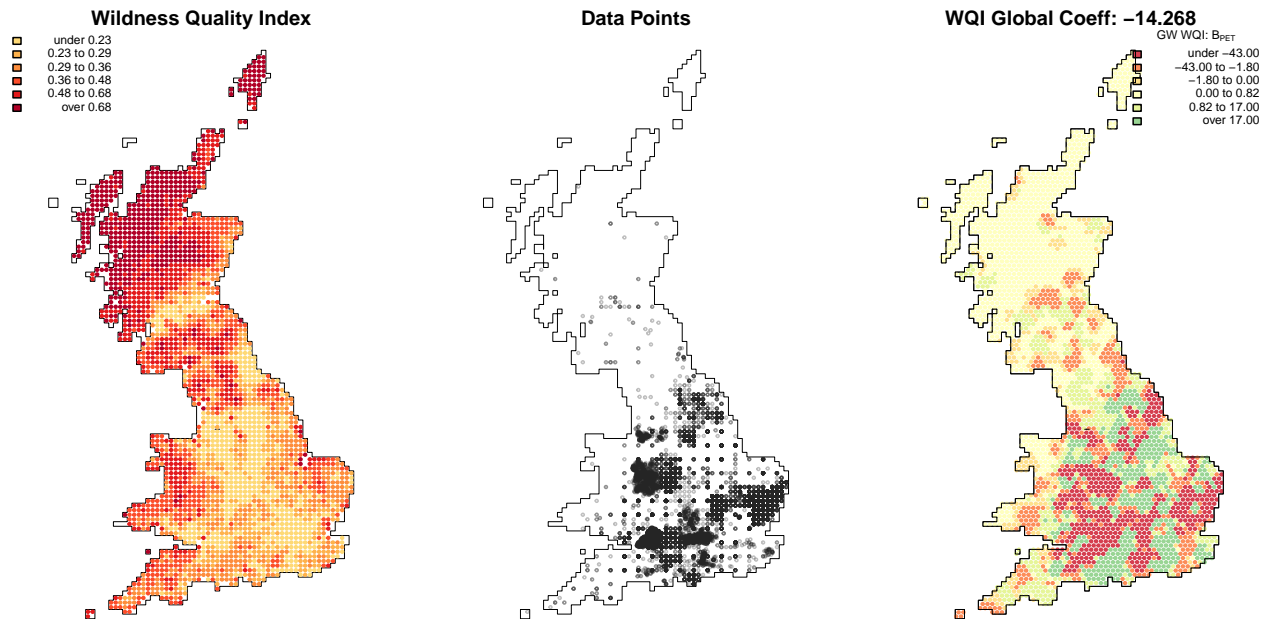 Wildness Quality Index
under 0.23
0.23 to 0.29
0.29 to 0.36
0.36 to 0.48
0.48 to 0.68
over 0.68
Data Points
WQI Global Coeff: −14.268
GW WQI: BPET
under −43.00
−43.00 to −1.80
−1.80 to 0.00
0.00 to 0.82
0.82 to 17.00
over 17.00